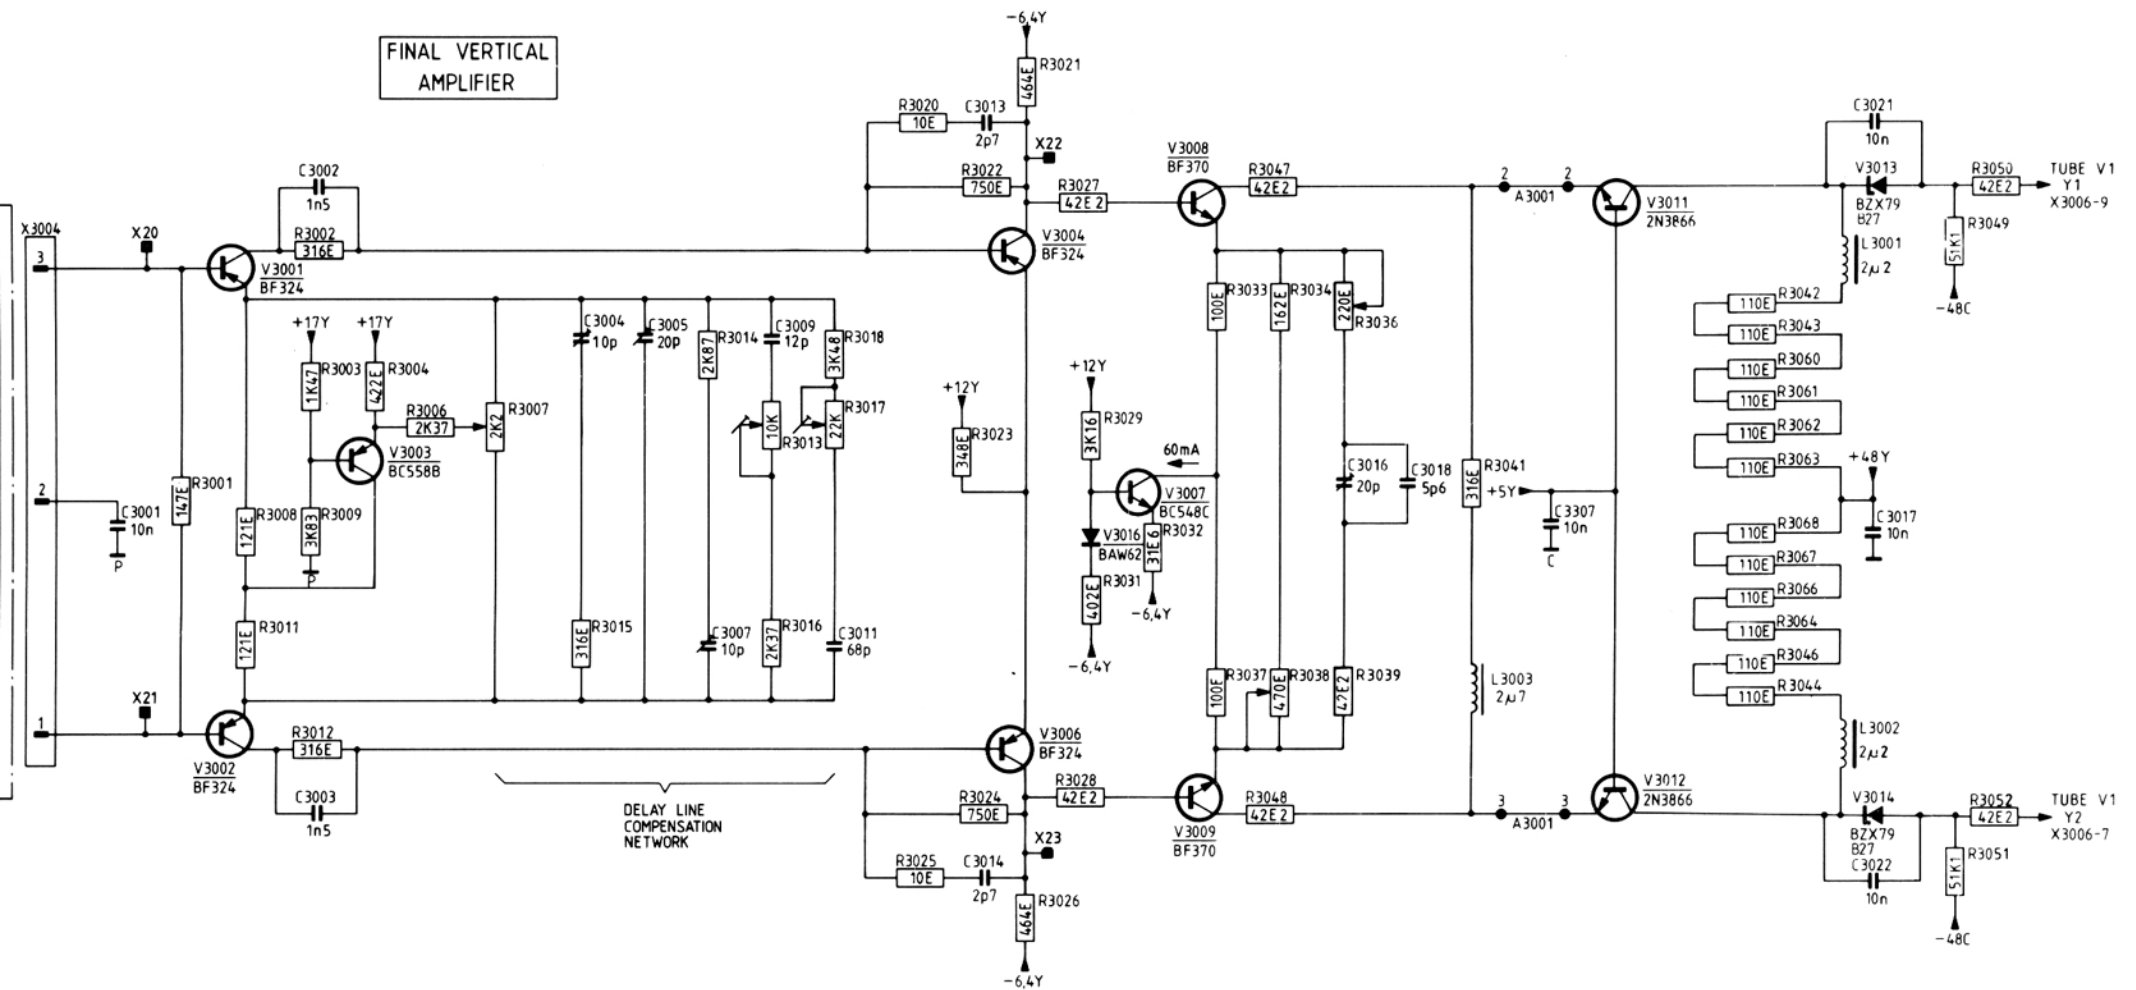 FINAL VERTICAL
AMPLIFIER
-6,4Y
R3021
464E
R3020
10E
C3013
2p7
X22
R3022
750E
R3027
42E2
V3004
BF324
C3002
1n5
R3002
316E
X3004
3
2
1
X20
V3001
BF324
+17Y
+17Y
R3003
1K47
R3004
422E
R3006
2K37
R3007
2K2
V3003
BC558B
R3001
147E
C3001
10n
P
R3008
121E
R3009
3K83
P
R3011
121E
X21
V3002
BF324
R3012
316E
C3003
1n5
C3004
10p
C3005
20p
R3014
2K87
C3009
12p
R3018
3K48
R3013
10K
R3017
22K
R3015
316E
C3007
10p
R3016
2K37
C3011
68p
DELAY LINE
COMPENSATION
NETWORK
+12Y
R3023
348E
V3006
BF324
R3028
42E2
R3024
750E
X23
R3025
10E
C3014
2p7
R3026
464E
-6,4Y
V3008
BF370
R3047
42E2
R3033
100E
R3034
162E
220E
R3036
+12Y
R3029
3K16
60mA
V3007
BC548C
V3016
BAW62
R3032
31E6
R3031
402E
-6,4Y
-6,4Y
C3016
20p
C3018
5p6
R3037
100E
R3038
470E
R3039
42E2
V3009
BF370
R3048
42E2
2
2
A3001
R3041
316E
+5Y
C3307
10n
C
L3003
2µ7
3
3
A3001
V3011
2N3866
V3012
2N3866
C3021
10n
V3013
BZX79
B27
R3050
42E2
TUBE V1
Y1
X3006-9
R3049
51K1
-48C
L3001
2µ2
110E R3042
110E R3043
110E R3060
110E R3061
110E R3062
110E R3063
+48Y
C3017
10n
110E R3068
110E R3067
110E R3066
110E R3064
110E R3046
110E R3044
L3002
2µ2
V3014
BZX79
B27
C3022
10n
R3052
42E2
TUBE V1
Y2
X3006-7
R3051
51K1
-48C